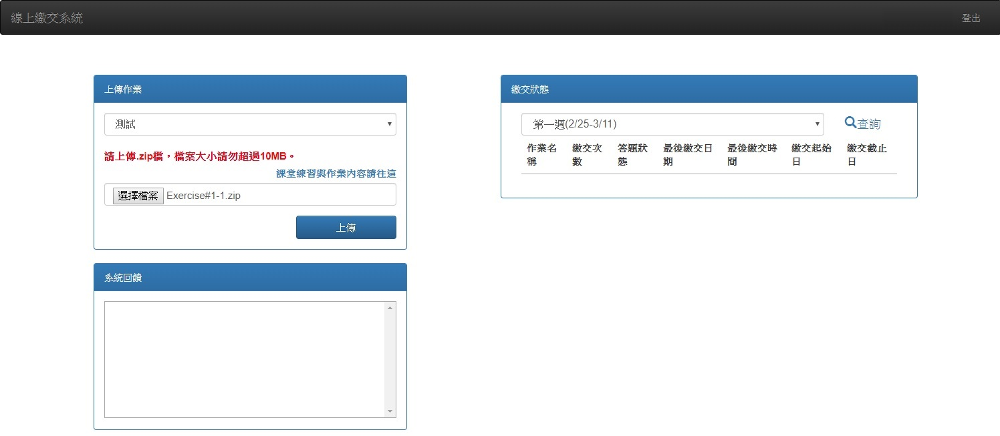 線上繳交系統
登出
上傳作業
測試
請上傳.zip檔，檔案大小請勿超過10MB。
課堂練習與作業內容請往這
選擇檔案 Exercise#1-1.zip
上傳
系統回饋
繳交狀態
第一週(2/25-3/11)
查詢
作業名稱
繳交次數
答題狀態
最後繳交日期
最後繳交時間
繳交起始日
繳交截止日